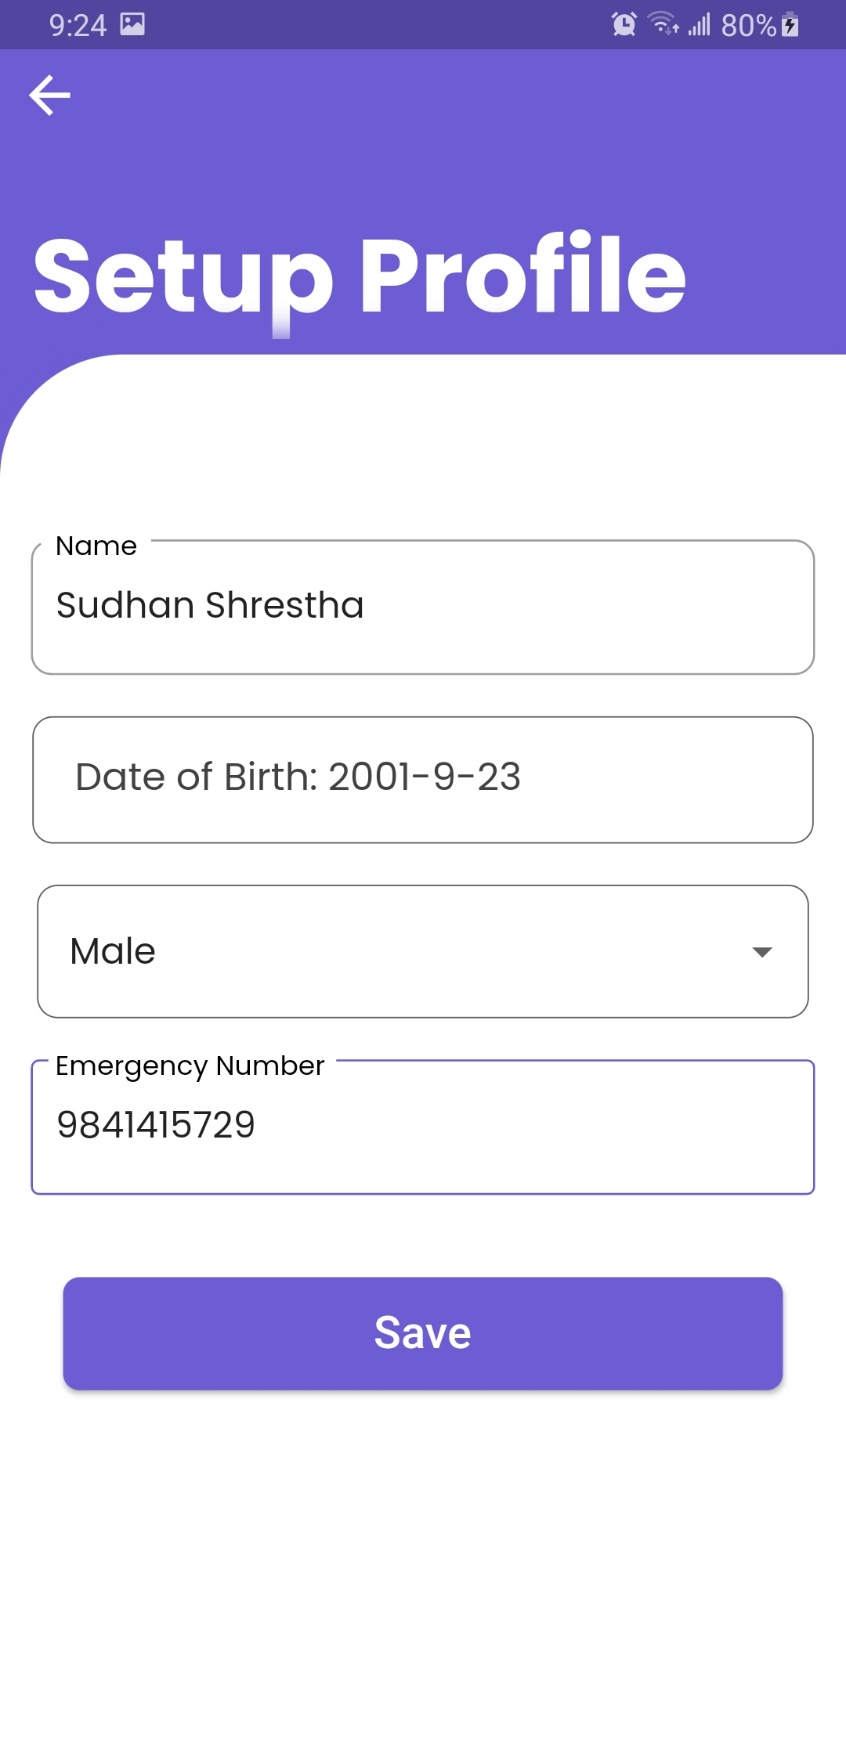 9:24 80%
Setup Profile
Name
Sudhan Shrestha
Date of Birth: 2001-9-23
Male
Emergency Number
9841415729
Save